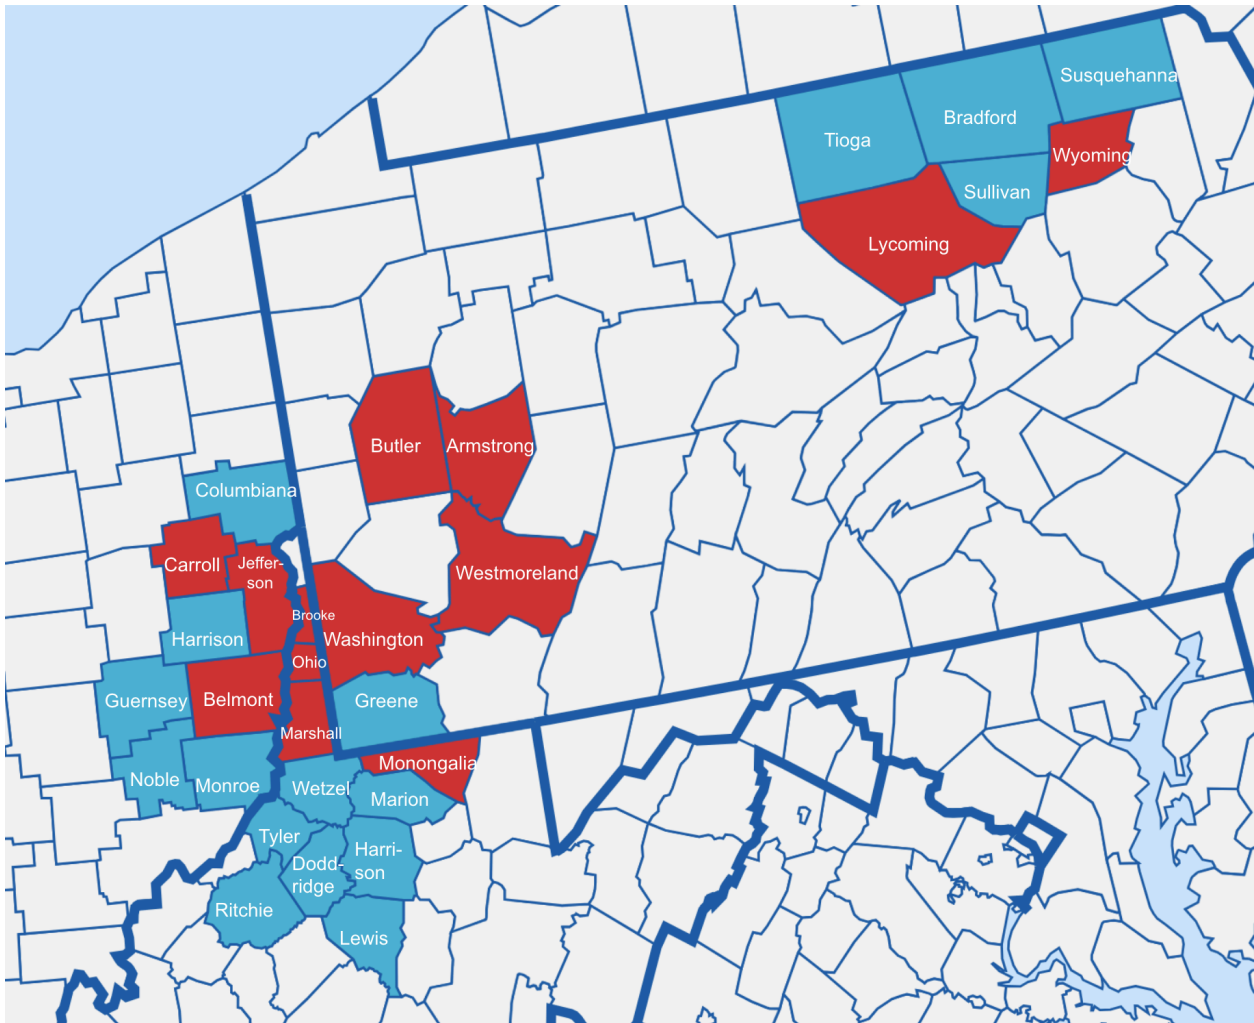 Susquehanna
Bradford
Tioga
Wyoming
Sullivan
Lycoming
Butler
Armstrong
Columbiana
Carroll
Jeffer-
son
Westmoreland
Brooke
Harrison
Washington
Ohio
Guernsey
Belmont
Greene
Marshall
Monongalia
Noble
Monroe
Wetzel
Marion
Tyler
Dodd-
ridge
Harri-
son
Ritchie
Lewis